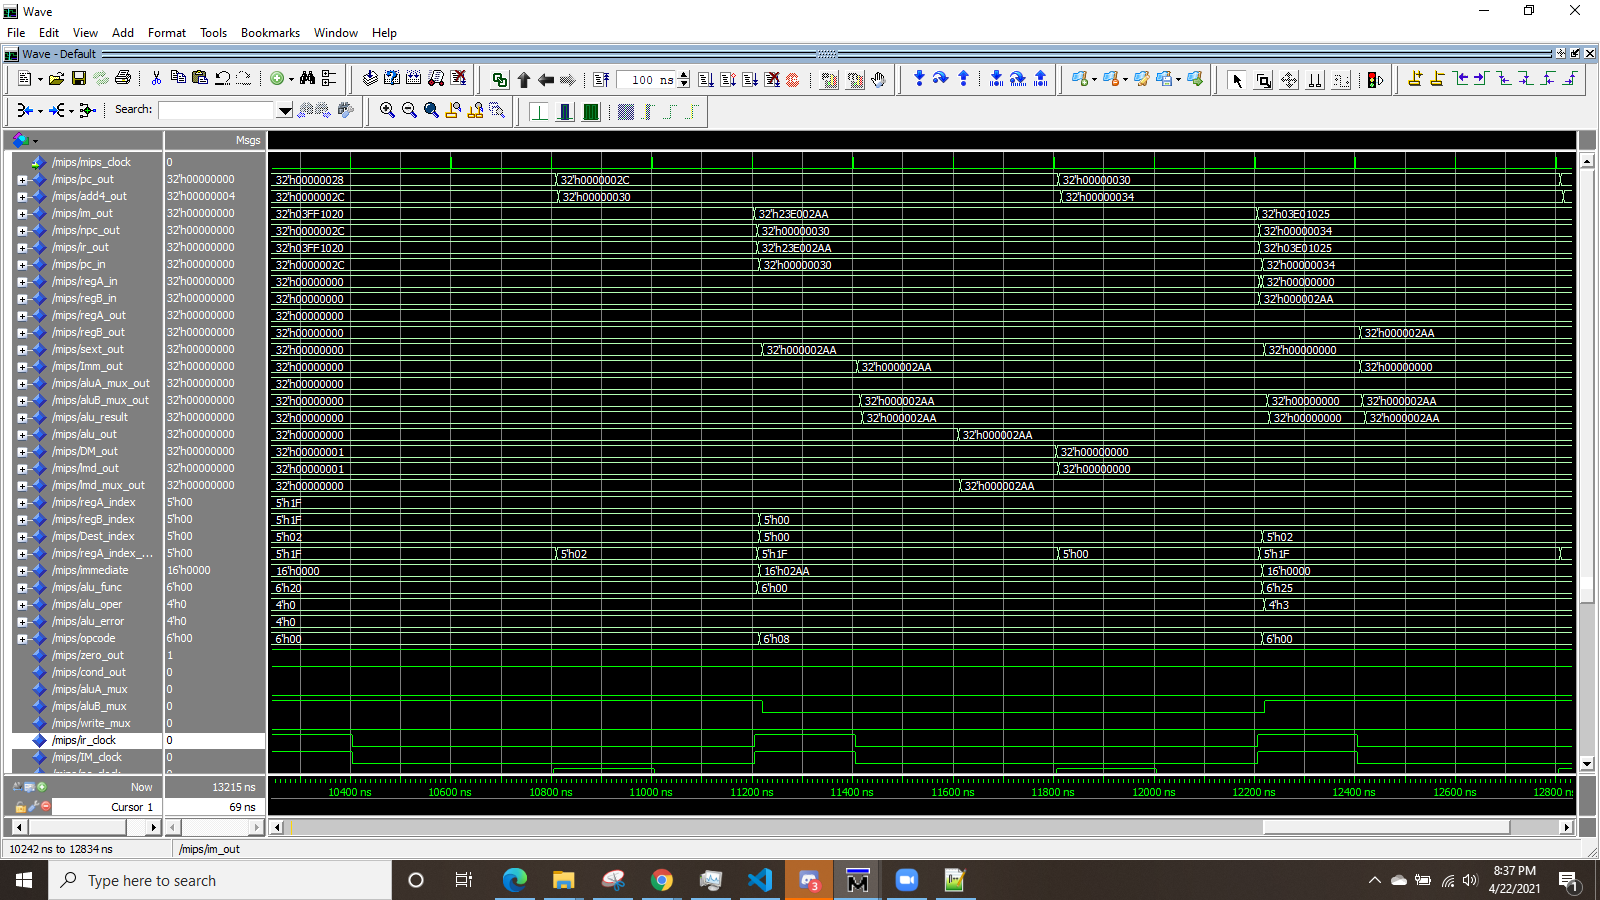 Wave
File Edit View Add Format Tools Bookmarks Window Help
Wave - Default
100 ns
Search:
Msgs
/mips/mips_clock 0
/mips/pc_out 32'h00000000 32'h00000028 32'h0000002C 32'h00000030
/mips/add4_out 32'h00000004 32'h0000002C 32'h00000030 32'h00000034
/mips/im_out 32'h00000000 32'h03FF1020 32'h23E002AA 32'h03E01025
/mips/npc_out 32'h00000000 32'h0000002C 32'h00000030 32'h00000034
/mips/ir_out 32'h00000000 32'h03FF1020 32'h23E002AA 32'h03E01025
/mips/pc_in 32'h00000000 32'h0000002C 32'h00000030 32'h00000034
/mips/regA_in 32'h00000000 32'h00000000 32'h00000000
/mips/regB_in 32'h00000000 32'h00000000 32'h000002AA
/mips/regA_out 32'h00000000 32'h00000000
/mips/regB_out 32'h00000000 32'h00000000 32'h000002AA
/mips/sext_out 32'h00000000 32'h00000000 32'h000002AA 32'h00000000
/mips/Imm_out 32'h00000000 32'h00000000 32'h000002AA 32'h00000000
/mips/aluA_mux_out 32'h00000000 32'h00000000
/mips/aluB_mux_out 32'h00000000 32'h00000000 32'h000002AA 32'h00000000 32'h000002AA
/mips/alu_result 32'h00000000 32'h00000000 32'h000002AA 32'h00000000 32'h000002AA
/mips/alu_out 32'h00000000 32'h00000000 32'h000002AA
/mips/DM_out 32'h00000000 32'h00000001 32'h00000000
/mips/lmd_out 32'h00000000 32'h00000001 32'h00000000
/mips/lmd_mux_out 32'h00000000 32'h00000000 32'h000002AA
/mips/regA_index 5'h00 5'h1F
/mips/regB_index 5'h00 5'h1F 5'h00
/mips/Dest_index 5'h00 5'h02 5'h00 5'h02
/mips/regA_index_... 5'h00 5'h1F 5'h02 5'h1F 5'h00 5'h1F
/mips/immediate 16'h0000 16'h0000 16'h02AA 16'h0000
/mips/alu_func 6'h00 6'h20 6'h00 6'h25
/mips/alu_oper 4'h0 4'h0 4'h3
/mips/alu_error 4'h0 4'h0
/mips/opcode 6'h00 6'h00 6'h08 6'h00
/mips/zero_out 1
/mips/cond_out 0
/mips/aluA_mux 0
/mips/aluB_mux 0
/mips/write_mux 0
/mips/ir_clock 0
/mips/IM_clock 0
Now 13215 ns 10400 ns 10600 ns 10800 ns 11000 ns 11200 ns 11400 ns 11600 ns 11800 ns 12000 ns 12200 ns 12400 ns 12600 ns 12800
Cursor 1 69 ns
10242 ns to 12834 ns /mips/im_out
Type here to search
3
M
8:37 PM
4/22/2021
1